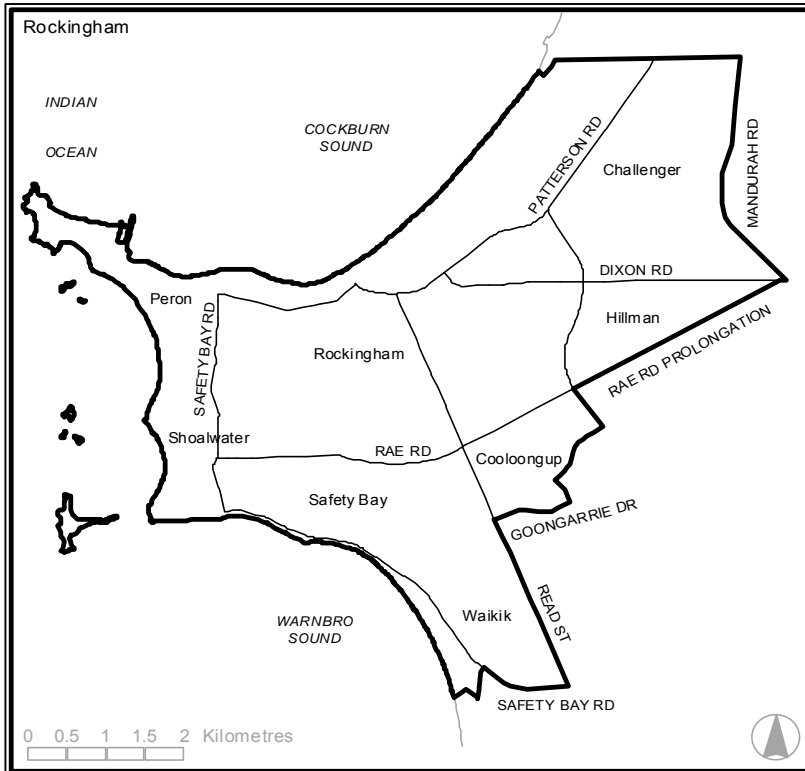 Rockingham
INDIAN
OCEAN
COCKBURN
SOUND
PATTERSON RD
Challenger
MANDURAH RD
DIXON RD
Peron
SAFETY BAY RD
Hillman
Rockingham
RAE RD PROLONGATION
Shoalwater
RAE RD
Cooloongup
Safety Bay
GOONGARRIE DR
READ ST
Waikik
WARNBRO
SOUND
SAFETY BAY RD
0 0.5 1 1.5 2 Kilometres